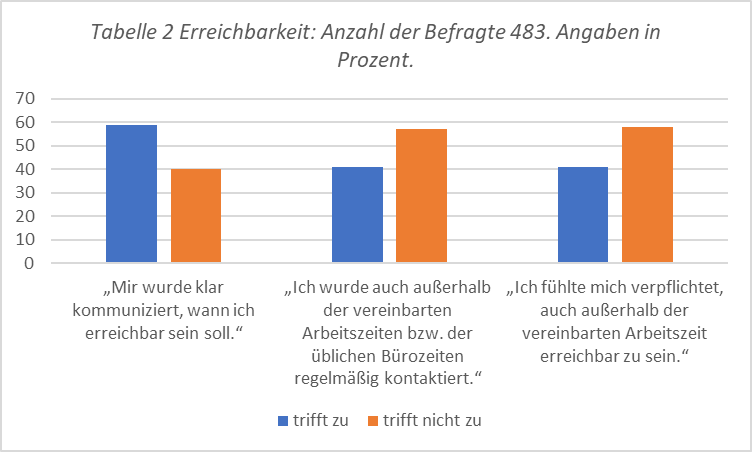 Tabelle 2 Erreichbarkeit: Anzahl der Befragte 483. Angaben in
Prozent.
70
60
50
40
30
20
10
0
„Mir wurde klar
kommuniziert, wann ich
erreichbar sein soll.“
„Ich wurde auch außerhalb
der vereinbarten
Arbeitszeiten bzw. der
üblichen Bürozeiten
regelmäßig kontaktiert.“
„Ich fühlte mich verpflichtet,
auch außerhalb der
vereinbarten Arbeitszeit
erreichbar zu sein.“
trifft zu
trifft nicht zu